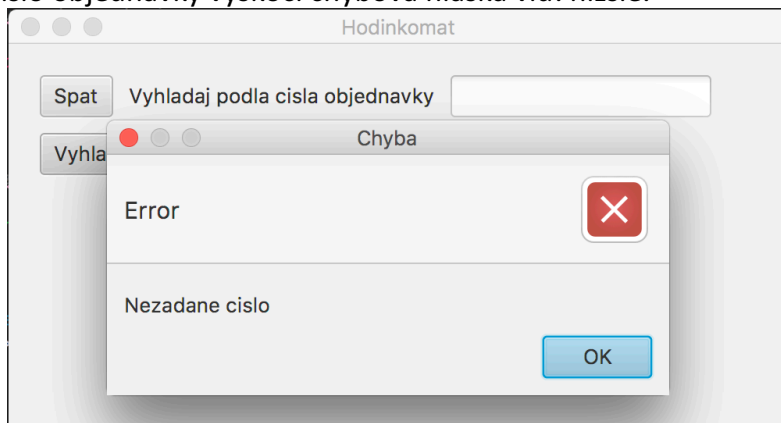 Hodinkomat
Spat Vyhladaj podla cisla objednavky
Vyhla
Chyba
Error
Nezadane cislo
OK